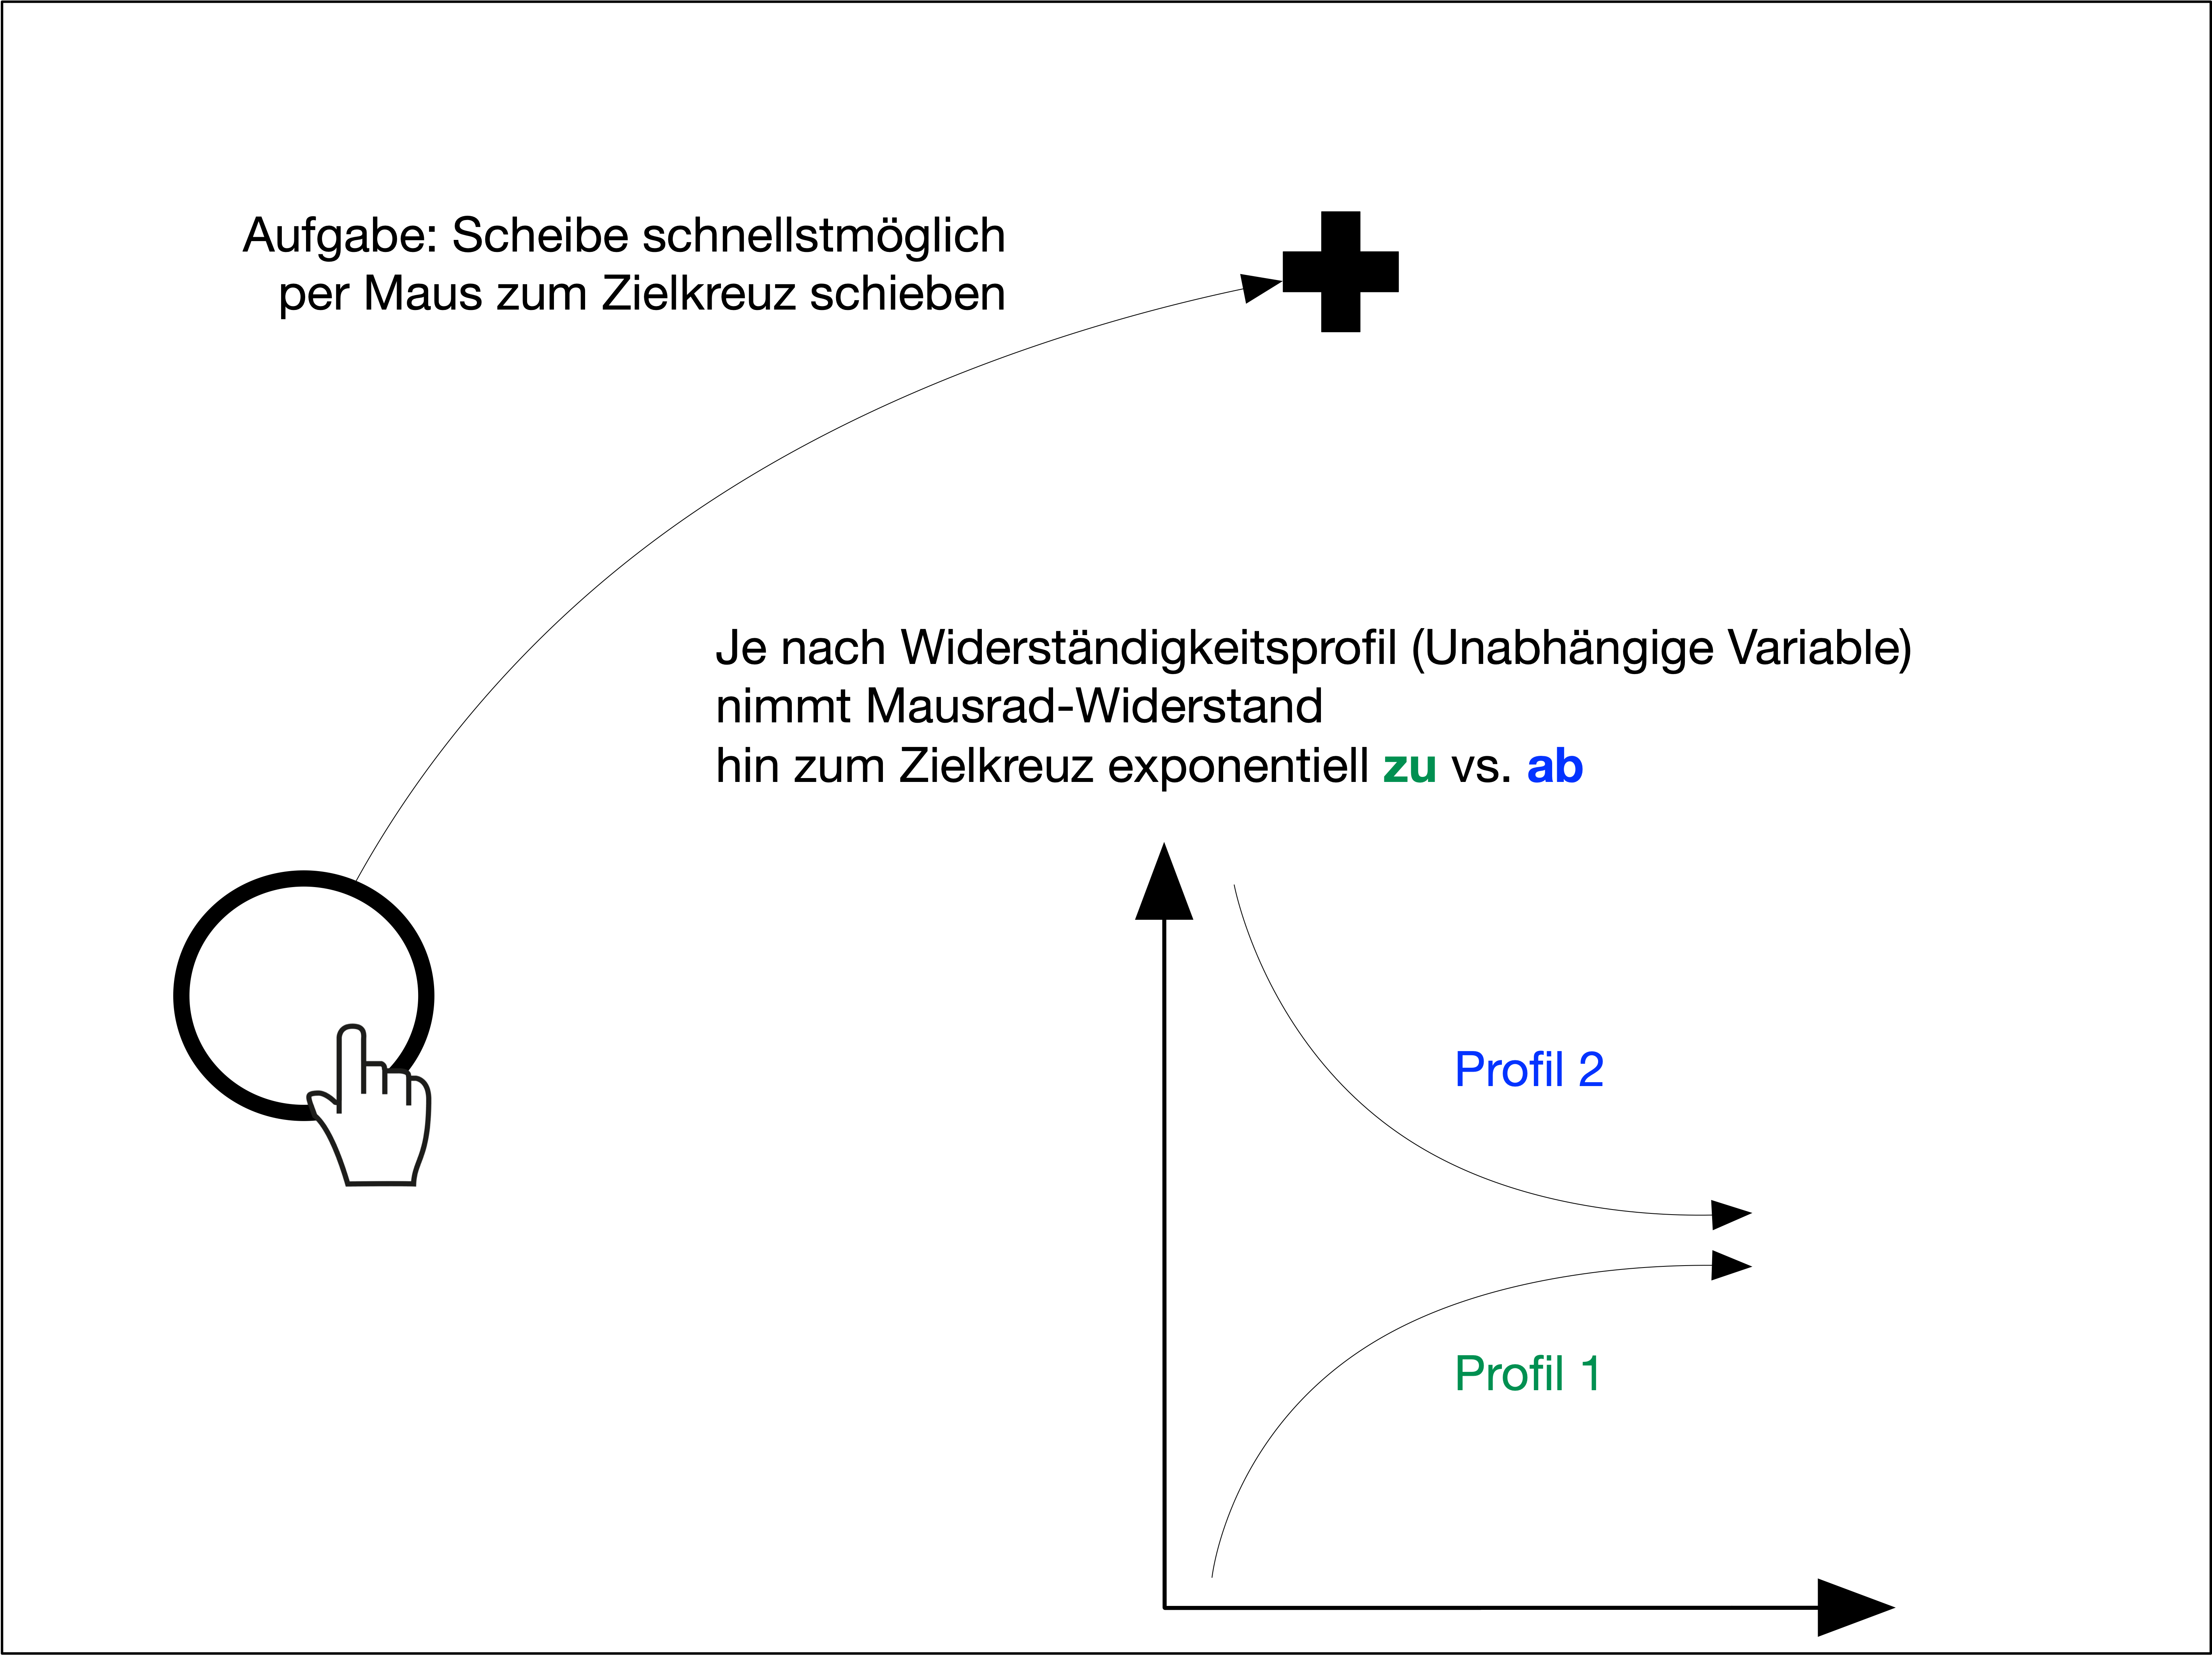 Aufgabe: Scheibe schnellstmöglich
per Maus zum Zielkreuz schieben
Je nach Widerständigkeitsprofil (Unabhängige Variable)
nimmt Mausrad-Widerstand
hin zum Zielkreuz exponentiell zu vs. ab
Profil 2
Profil 1